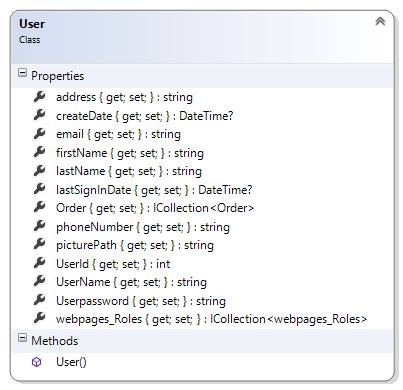 User
Class
Properties
address { get; set; } : string
createDate { get; set; } : DateTime?
email { get; set; } : string
firstName { get; set; } : string
lastName { get; set; } : string
lastSignInDate { get; set; } : DateTime?
Order { get; set; } : ICollection<Order>
phoneNumber { get; set; } : string
picturePath { get; set; } : string
UserId { get; set; } : int
UserName { get; set; } : string
Userpassword { get; set; } : string
webpages_Roles { get; set; } : ICollection<webpages_Roles>
Methods
User()